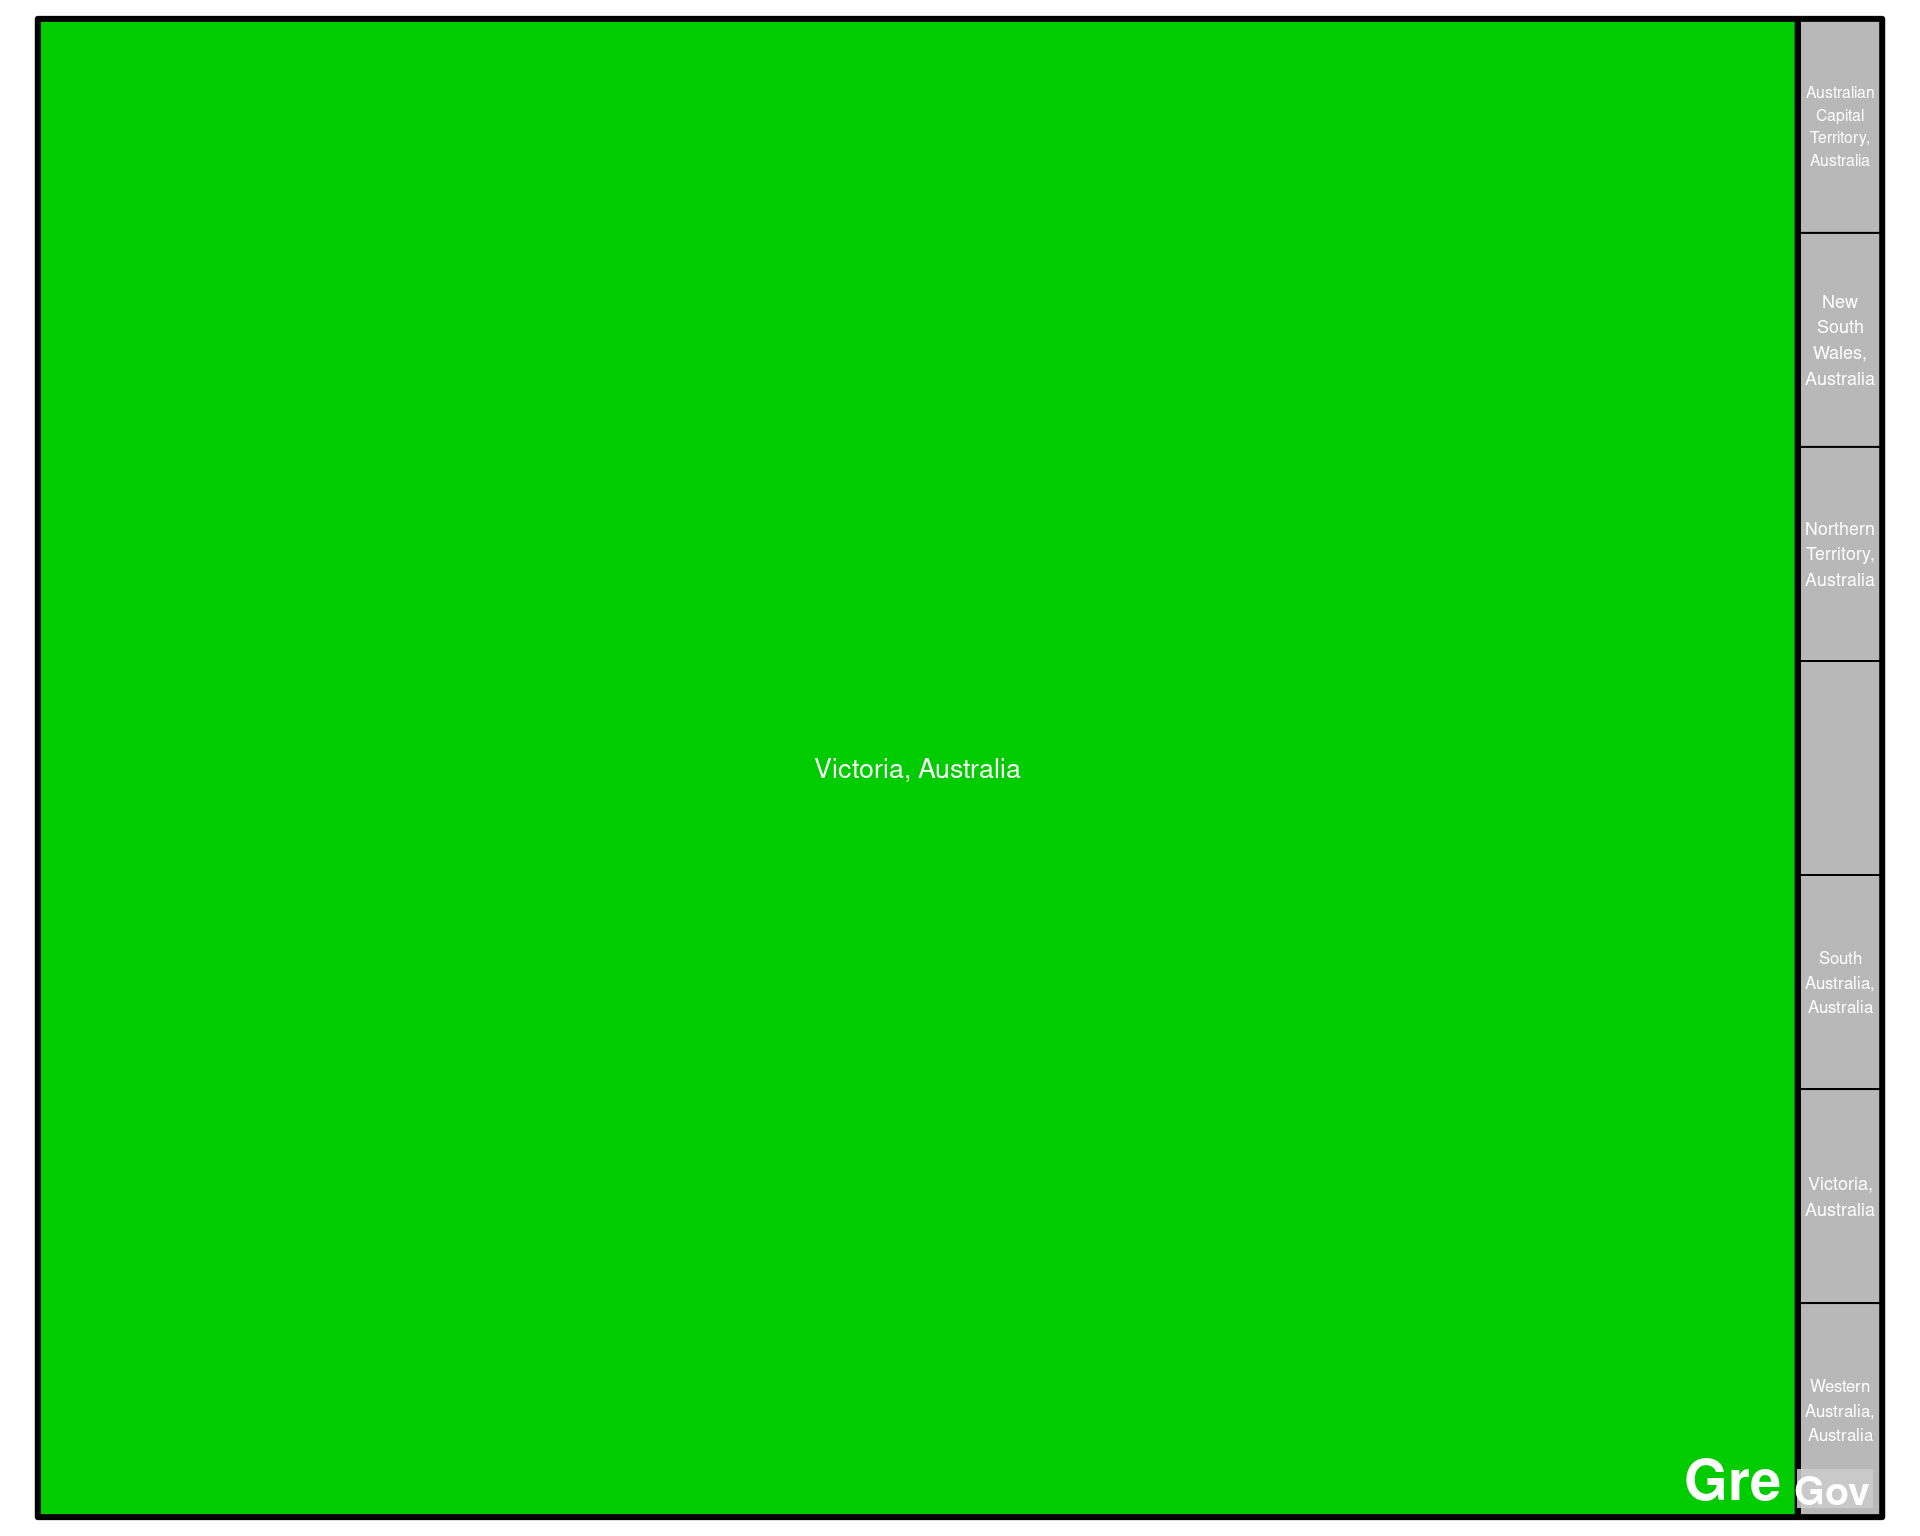 Victoria, Australia
Australian
Capital
Territory,
Australia
New
South
Wales,
Australia
Northern
Territory,
Australia
South
Australia,
Australia
Victoria,
Australia
Western
Australia,
Australia
Gre
Gov